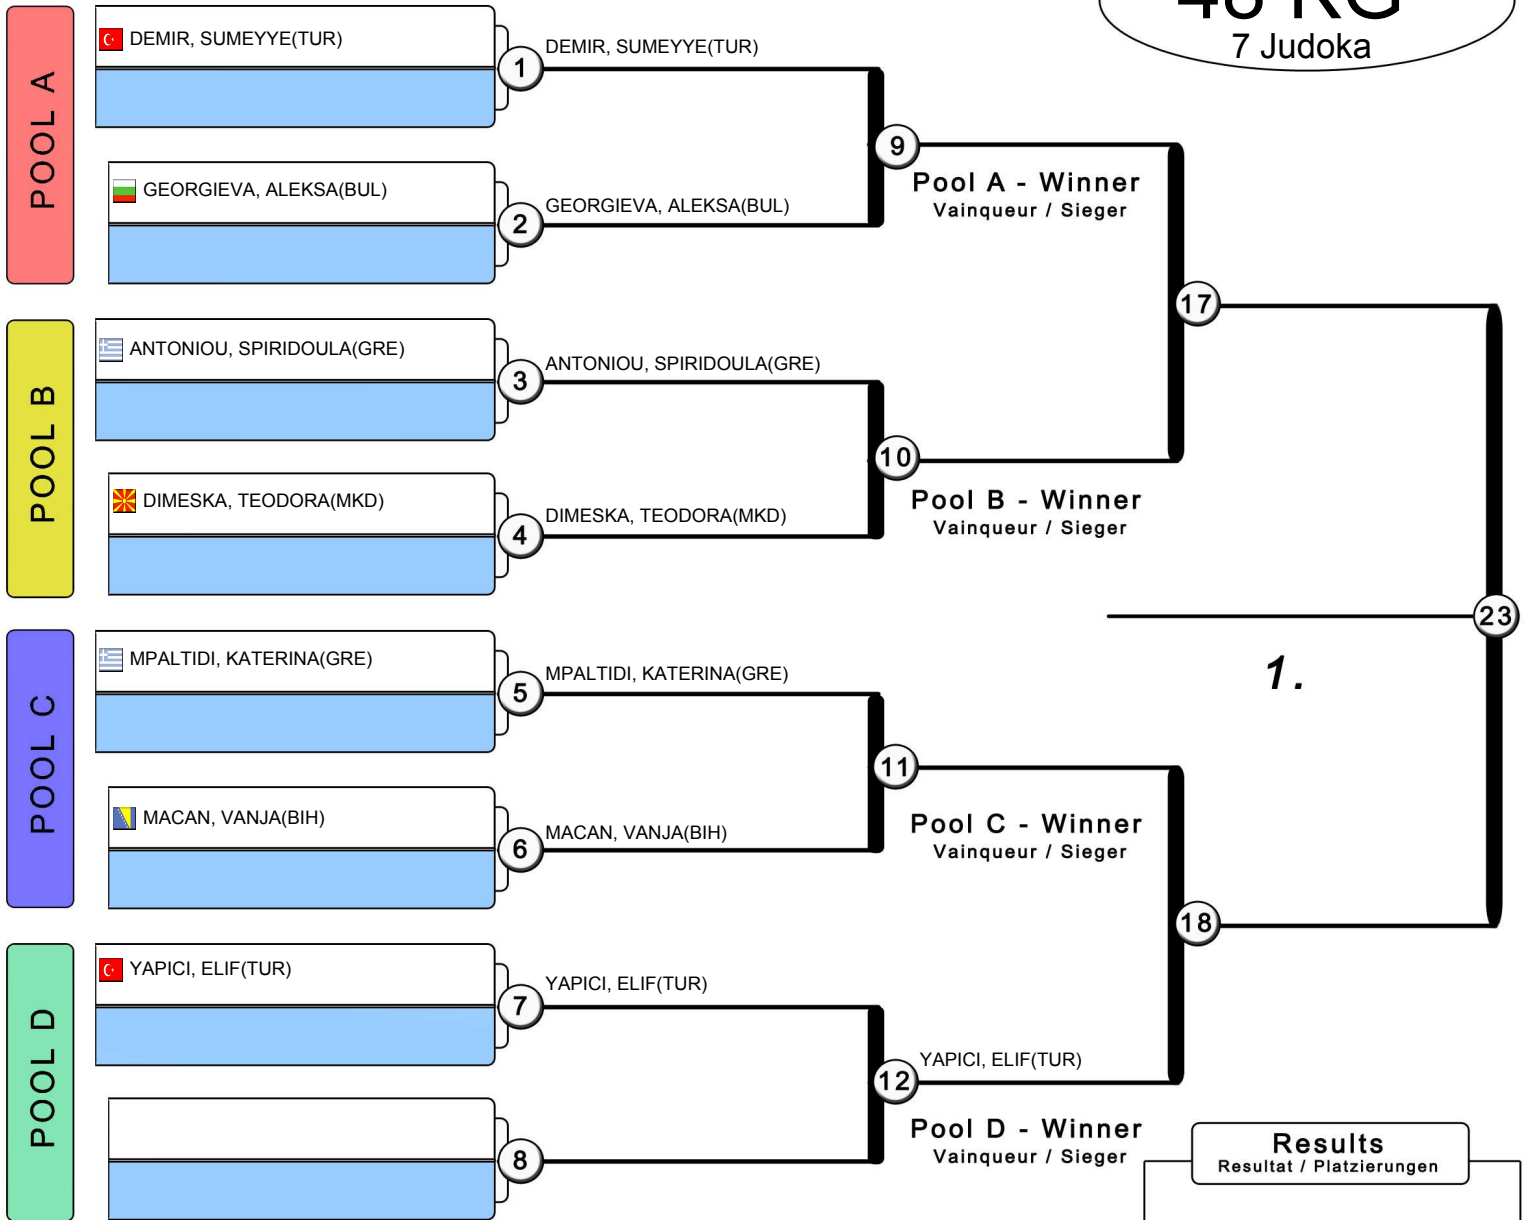 48 KG
7 Judoka
POOL A
DEMIR, SUMEYYE(TUR)
1
DEMIR, SUMEYYE(TUR)
GEORGIEVA, ALEKSA(BUL)
2
GEORGIEVA, ALEKSA(BUL)
9
Pool A - Winner
Vainqueur / Sieger
17
POOL B
ANTONIOU, SPIRIDOULA(GRE)
3
ANTONIOU, SPIRIDOULA(GRE)
DIMESKA, TEODORA(MKD)
4
DIMESKA, TEODORA(MKD)
10
Pool B - Winner
Vainqueur / Sieger
23
1.
POOL C
MPALTIDI, KATERINA(GRE)
5
MPALTIDI, KATERINA(GRE)
MACAN, VANJA(BIH)
6
MACAN, VANJA(BIH)
11
Pool C - Winner
Vainqueur / Sieger
18
POOL D
YAPICI, ELIF(TUR)
7
YAPICI, ELIF(TUR)
8
12
YAPICI, ELIF(TUR)
Pool D - Winner
Vainqueur / Sieger
Results
Resultat / Platzierungen